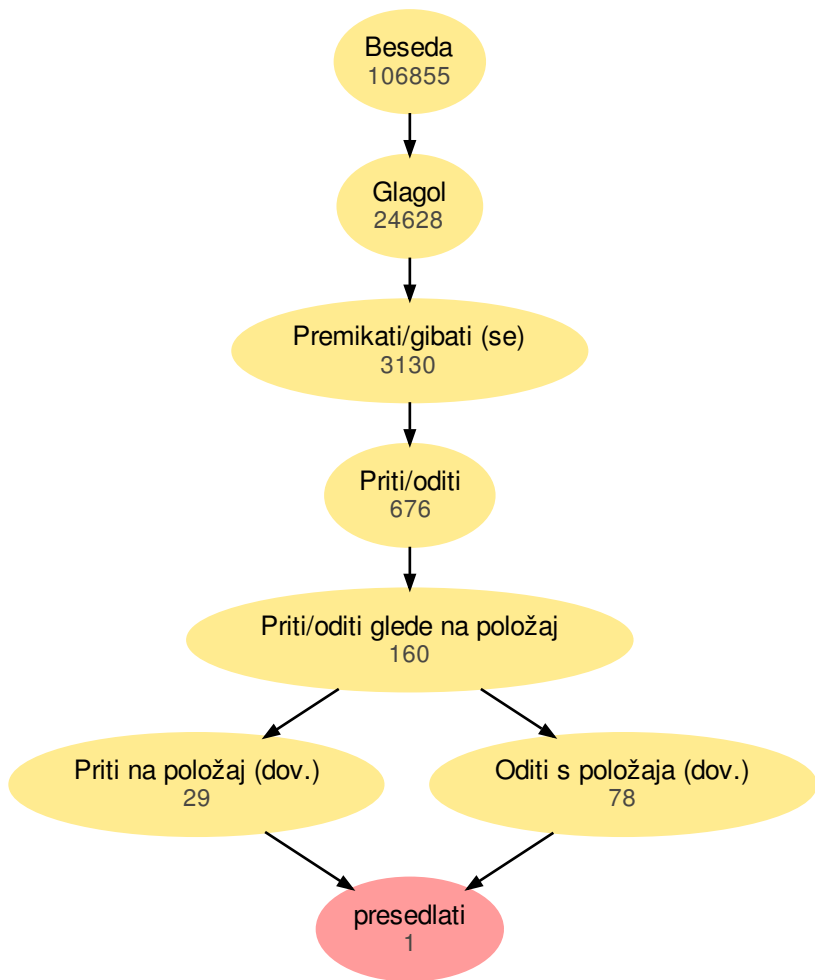 Beseda
106855
Glagol
24628
Premikati/gibati (se)
3130
Priti/oditi
676
Priti/oditi glede na položaj
160
Priti na položaj (dov.)
29
Oditi s položaja (dov.)
78
presedlati
1